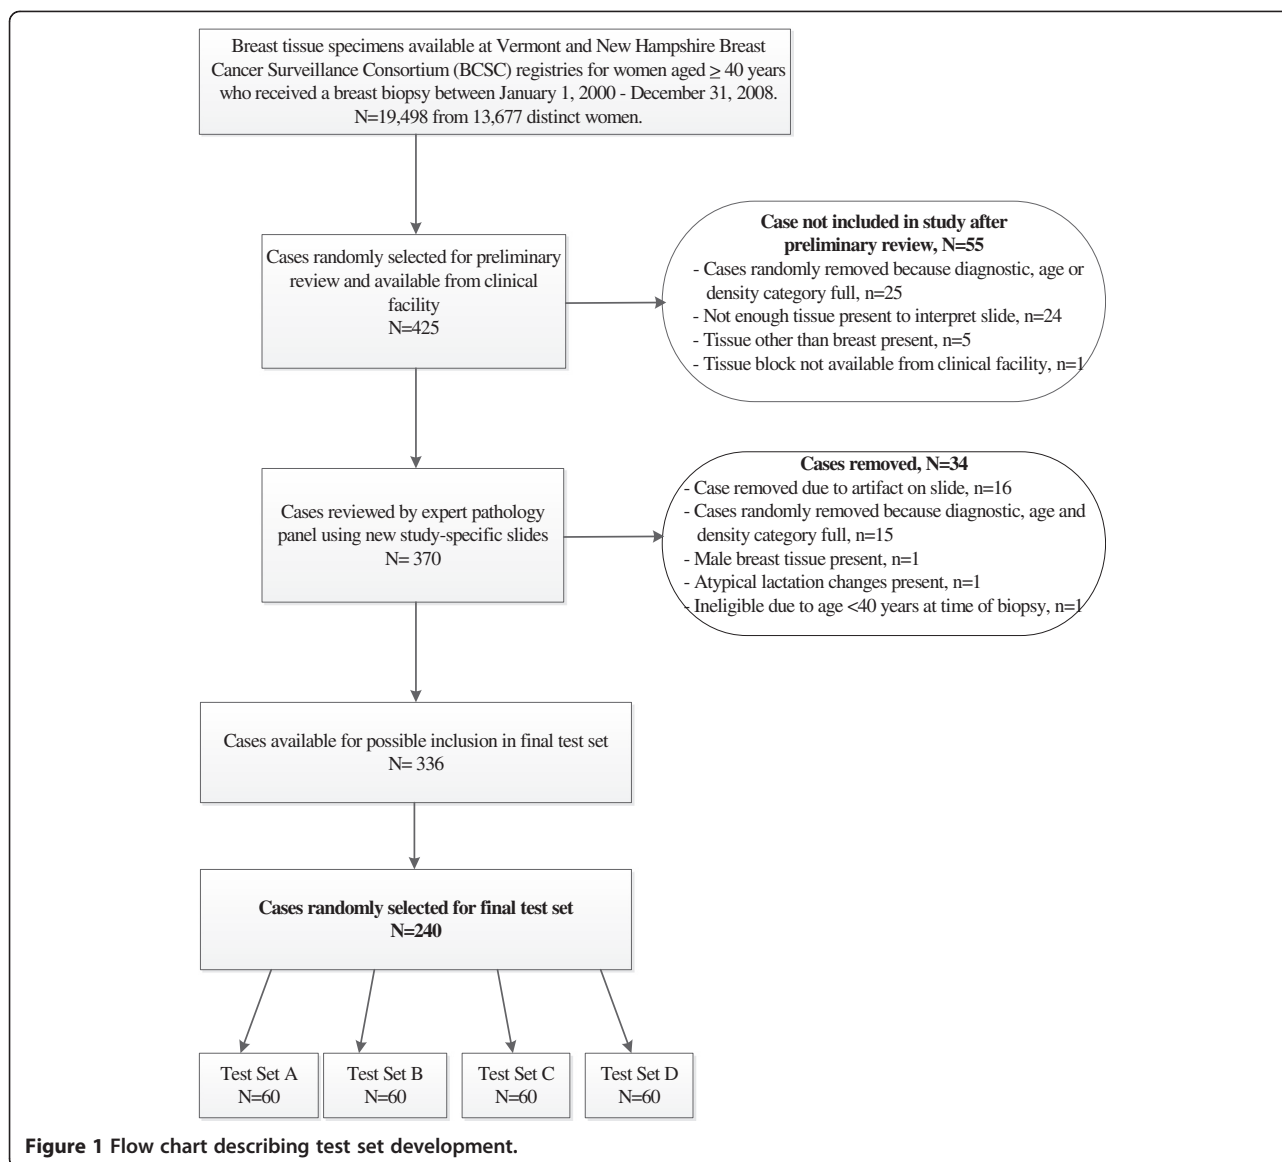 Breast tissue specimens available at Vermont and New Hampshire Breast
Cancer Surveillance Consortium (BCSC) registries for women aged ≥ 40 years
who received a breast biopsy between January 1, 2000 - December 31, 2008.
N=19,498 from 13,677 distinct women.
Cases randomly selected for preliminary
review and available from clinical
facility
N=425
Case not included in study after
preliminary review, N=55
- Cases randomly removed because diagnostic, age or
density category full, n=25
- Not enough tissue present to interpret slide, n=24
- Tissue other than breast present, n=5
- Tissue block not available from clinical facility, n=1
Cases reviewed by expert pathology
panel using new study-specific slides
N= 370
Cases removed, N=34
- Case removed due to artifact on slide, n=16
- Cases randomly removed because diagnostic, age and
density category full, n=15
- Male breast tissue present, n=1
- Atypical lactation changes present, n=1
- Ineligible due to age <40 years at time of biopsy, n=1
Cases available for possible inclusion in final test set
N= 336
Cases randomly selected for final test set
N=240
Test Set A
N=60
Test Set B
N=60
Test Set C
N=60
Test Set D
N=60
Figure 1 Flow chart describing test set development.